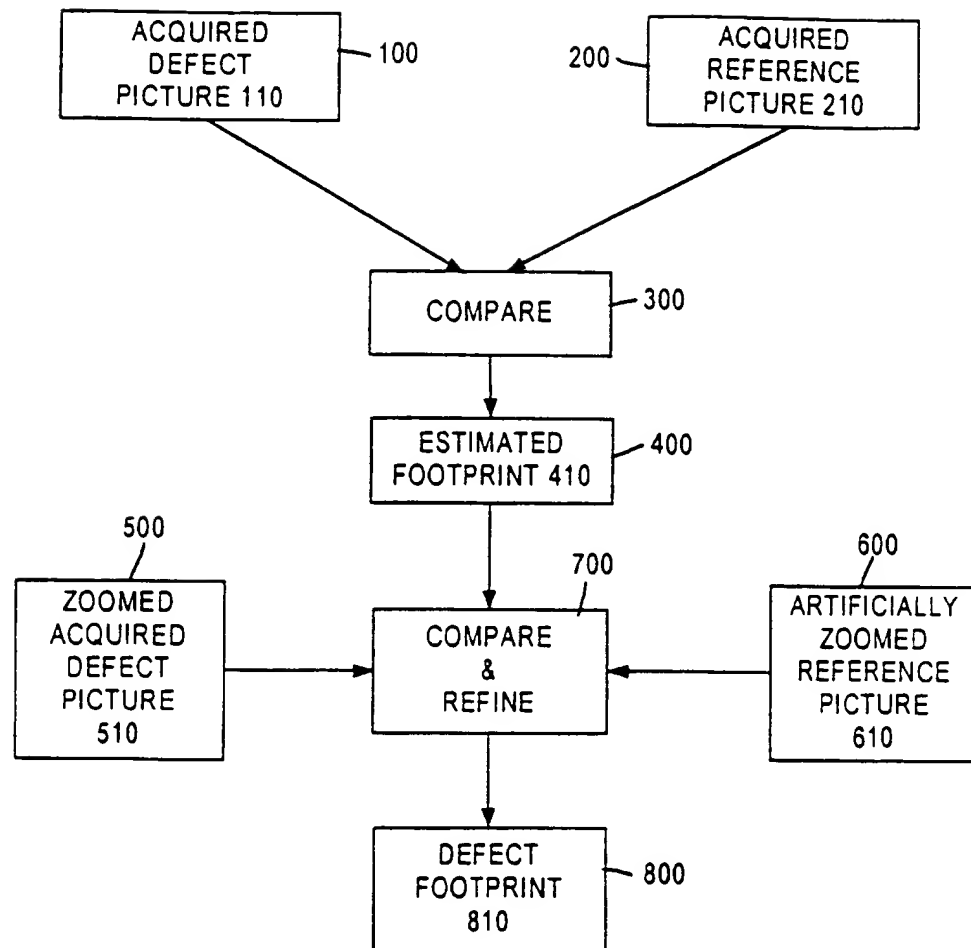 ACQUIRED
DEFECT
PICTURE 110
100
200
ACQUIRED
REFERENCE
PICTURE 210
COMPARE
300
ESTIMATED
FOOTPRINT 410
400
500
ZOOMED
ACQUIRED
DEFECT
PICTURE
510
700
COMPARE
&
REFINE
600
ARTIFICIALLY
ZOOMED
REFERENCE
PICTURE
610
DEFECT
FOOTPRINT
810
800